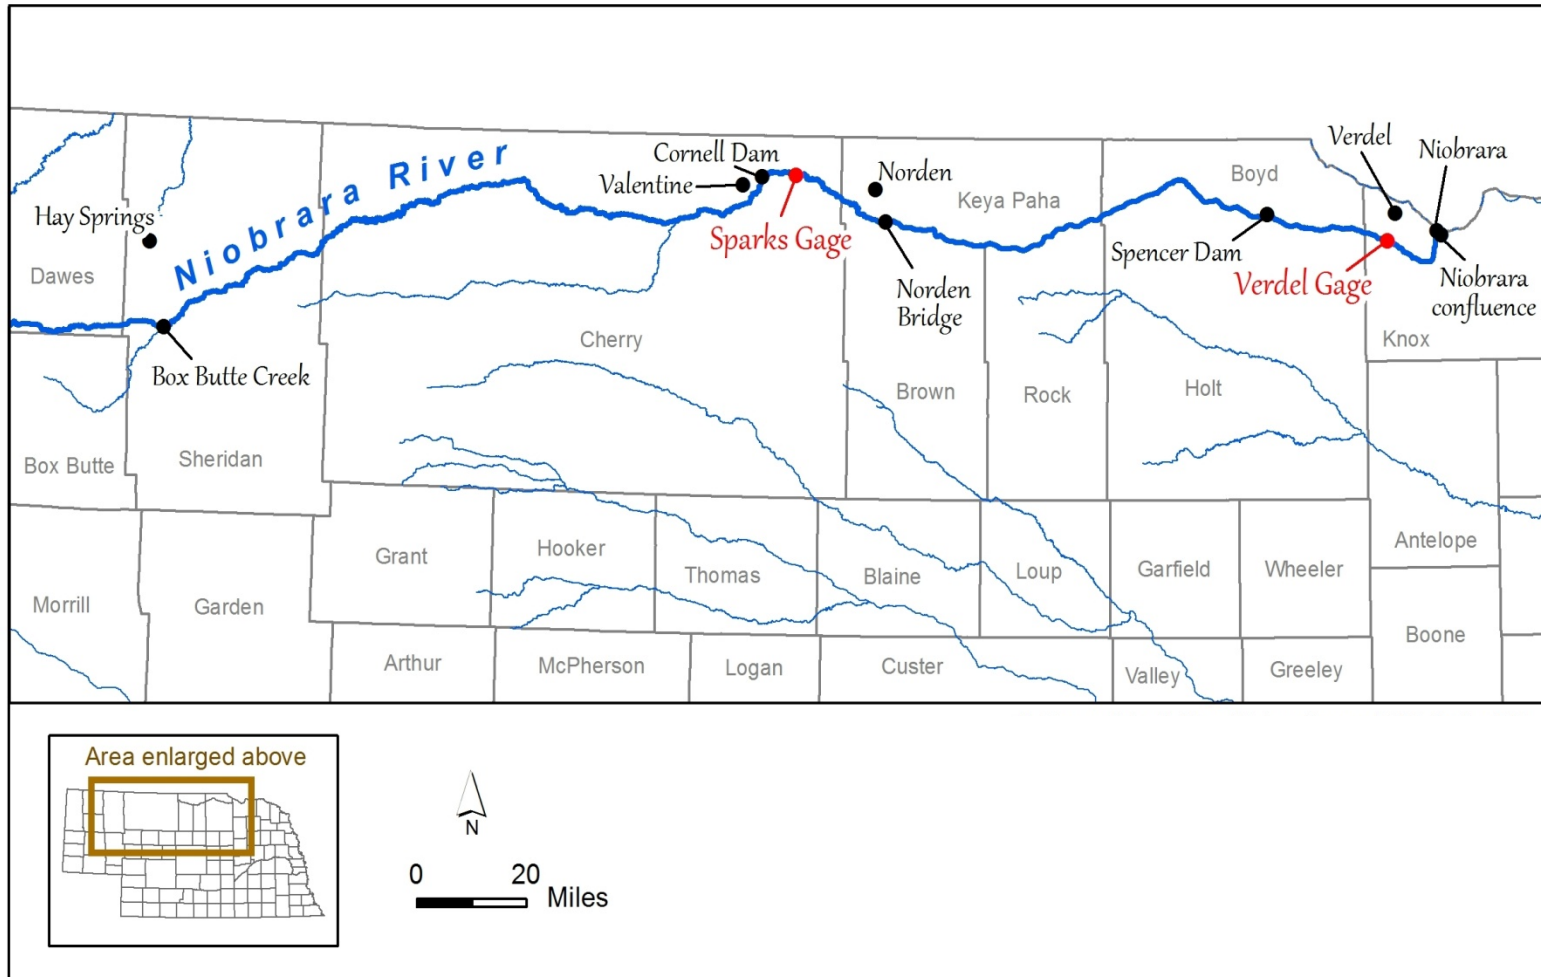 Verdel
Niobrara
Boyd
Cornell Dam
Niobrara River
Valentine
Norden
Keya Paha
Hay Springs
Sparks Gage
Spencer Dam
Verdel Gage
Dawes
Norden
Bridge
Niobrara
confluence
Box Butte Creek
Cherry
Knox
Brown
Rock
Holt
Box Butte
Sheridan
Grant
Hooker
Thomas
Blaine
Loup
Garfield
Wheeler
Antelope
Morrill
Garden
Boone
Arthur
McPherson
Logan
Custer
Valley
Greeley
Area enlarged above
N
0
20
Miles